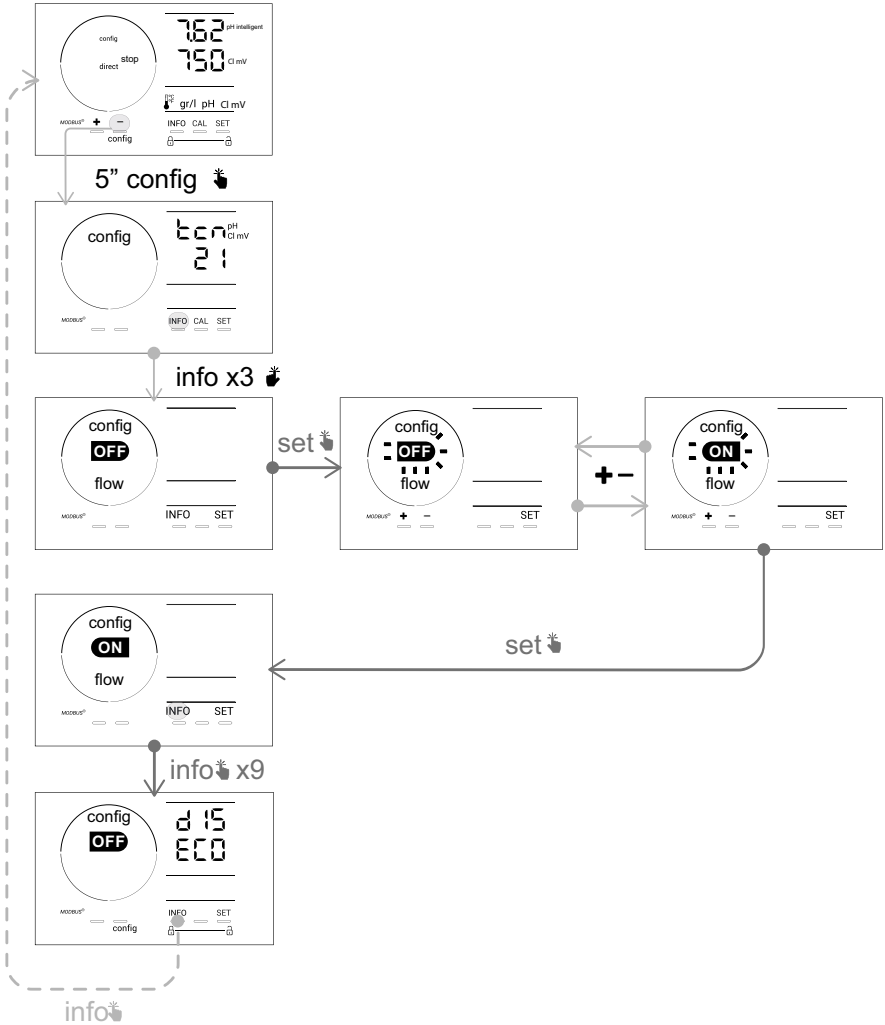 config
stop
direct
7.62 pH intelligent
750 Cl mV
°C
°F gr/l pH Cl mV
MODBUS® + − INFO CAL SET
config
5” config
config
tcn pH
Cl mV
21
MODBUS® INFO CAL SET
info x3
config
OFF
flow
MODBUS® INFO SET
set
config
OFF
flow
MODBUS® + − SET
+ −
config
ON
flow
MODBUS® + − SET
set
config
ON
flow
MODBUS® INFO SET
info x9
config
OFF
dIS
ECO
MODBUS® INFO SET
config
info